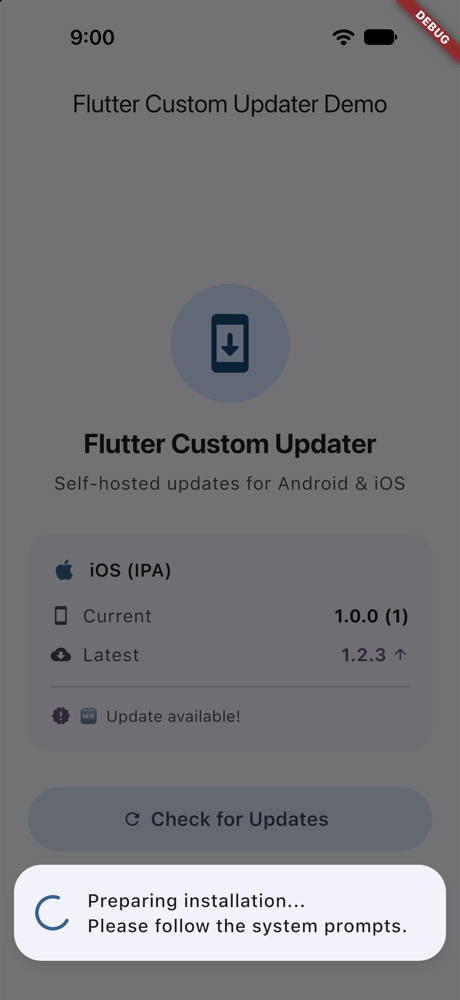 9:00
DEBUG
Flutter Custom Updater Demo
Flutter Custom Updater
Self-hosted updates for Android & iOS
iOS (IPA)
Current 1.0.0 (1)
Latest 1.2.3 ↑
NEW Update available!
Check for Updates
Preparing installation...
Please follow the system prompts.